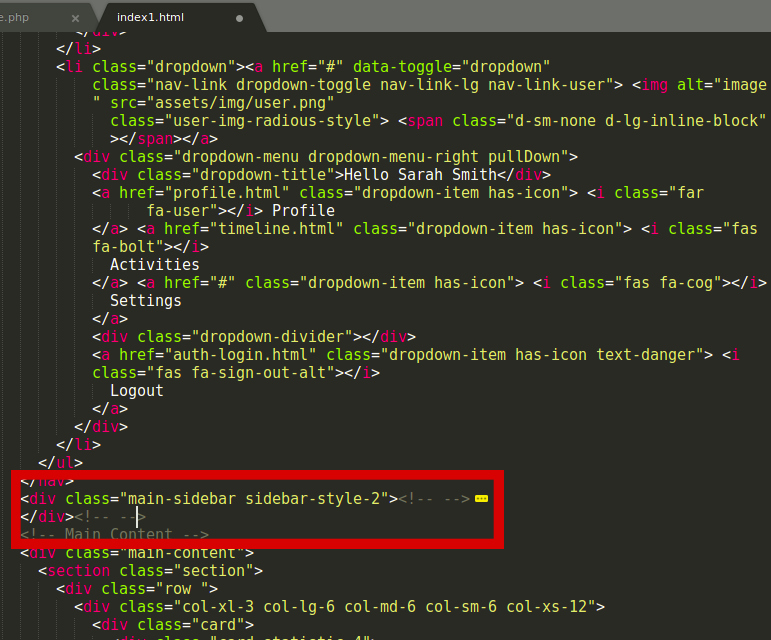 e.php × index1.html
</div>
</li>
<li class="dropdown"><a href="#" data-toggle="dropdown"
class="nav-link dropdown-toggle nav-link-lg nav-link-user"> <img alt="image
" src="assets/img/user.png"
class="user-img-radious-style"> <span class="d-sm-none d-lg-inline-block"
></span></a>
<div class="dropdown-menu dropdown-menu-right pullDown">
<div class="dropdown-title">Hello Sarah Smith</div>
<a href="profile.html" class="dropdown-item has-icon"> <i class="far
fa-user"></i> Profile
</a> <a href="timeline.html" class="dropdown-item has-icon"> <i class="fas
fa-bolt"></i>
Activities
</a> <a href="#" class="dropdown-item has-icon"> <i class="fas fa-cog"></i>
Settings
</a>
<div class="dropdown-divider"></div>
<a href="auth-login.html" class="dropdown-item has-icon text-danger"> <i
class="fas fa-sign-out-alt"></i>
Logout
</a>
</div>
</li>
</ul>
</nav>
<div class="main-sidebar sidebar-style-2"><!-- -->
</div><!-- -->
<!-- Main Content -->
<div class="main-content">
<section class="section">
<div class="row ">
<div class="col-xl-3 col-lg-6 col-md-6 col-sm-6 col-xs-12">
<div class="card">
<div class="card-statistic-4">